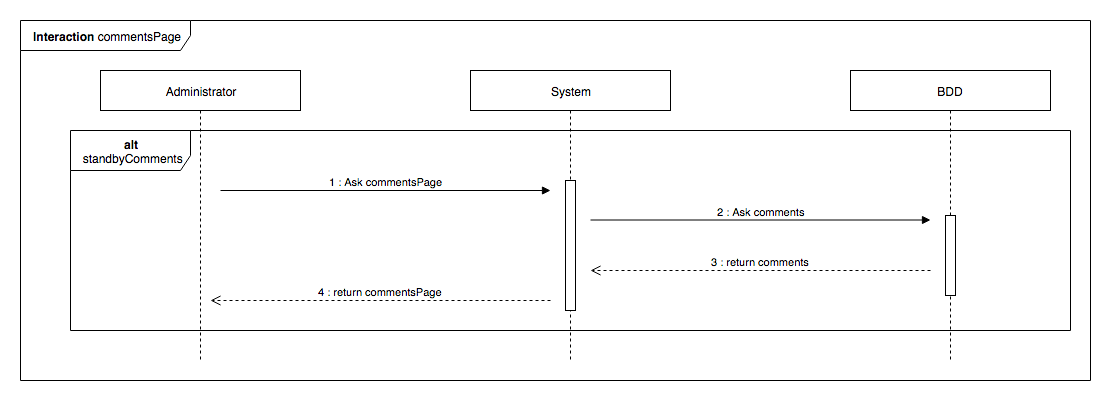 Interaction commentsPage
Administrator
System
BDD
alt
standbyComments
1 : Ask commentsPage
2 : Ask comments
3 : return comments
4 : return commentsPage